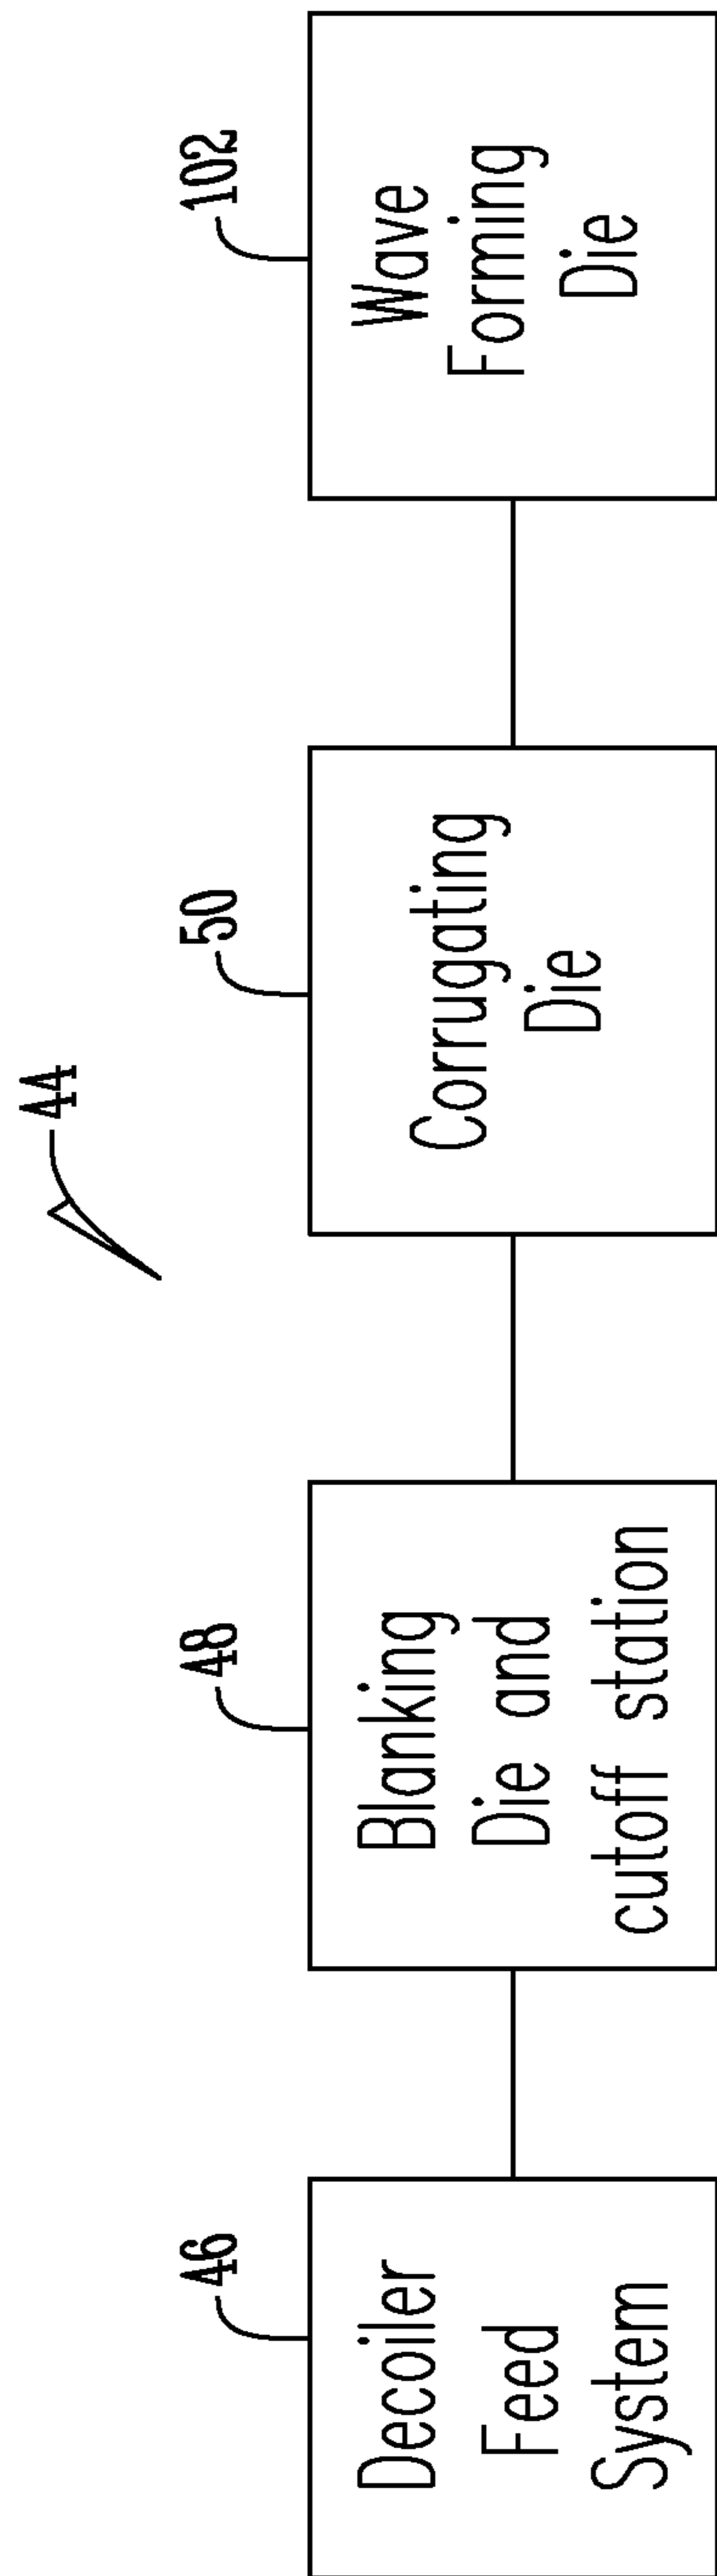 44
46
Decoiler
Feed
System
48
Blanking
Die and
cutoff station
50
Corrugating
Die
102
Wave
Forming
Die